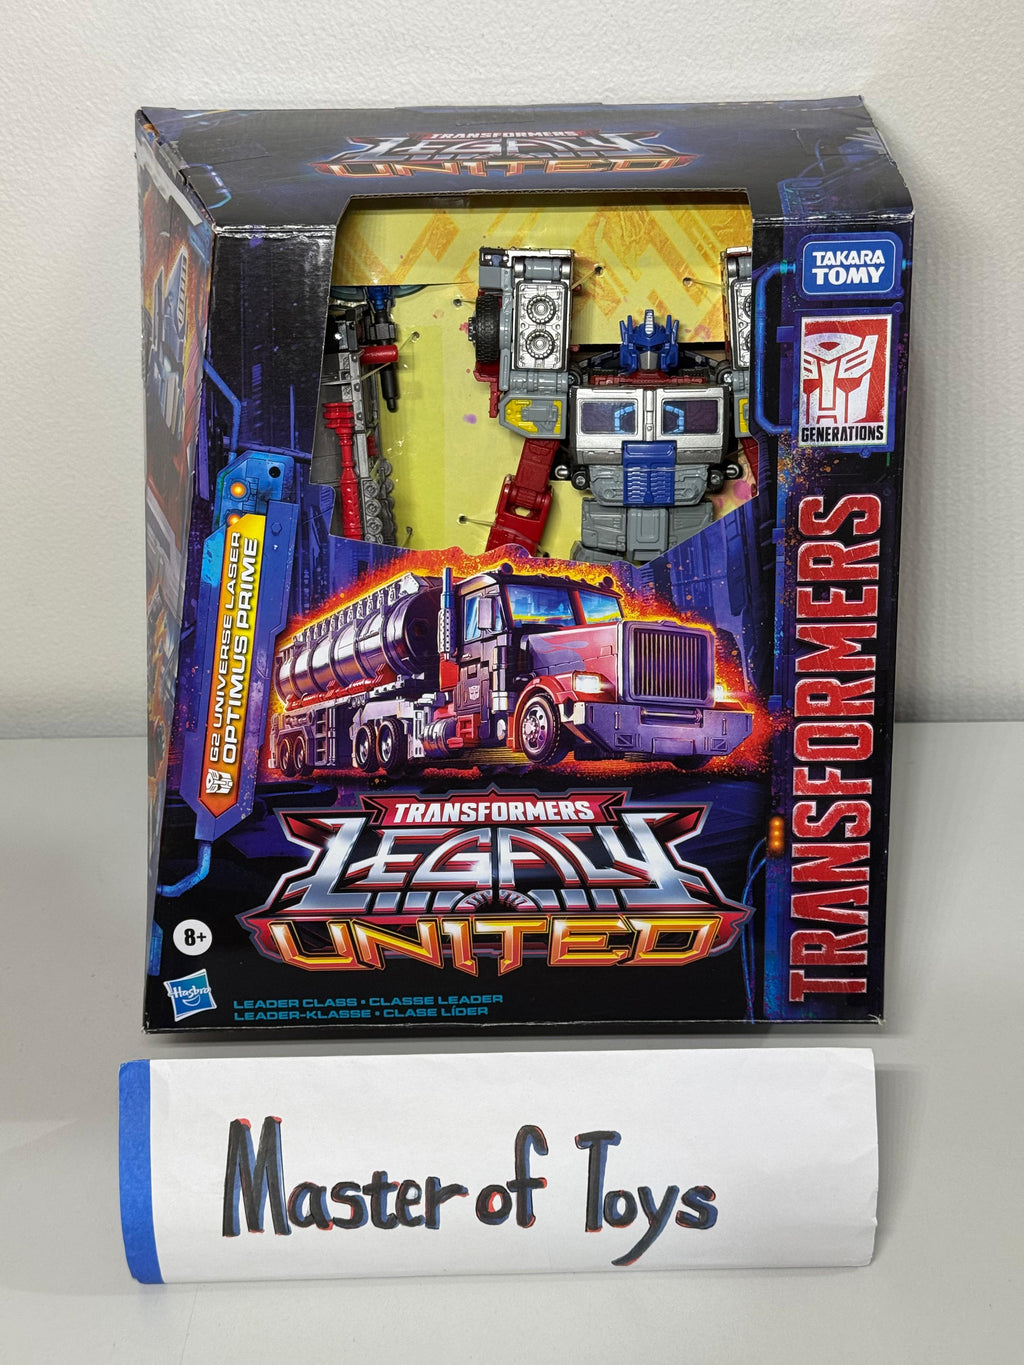 TRANSFORMERS
LEGACY
UNITED
TAKARA
TOMY
GENERATIONS
TRANSFORMERS
G2 UNIVERSE LASER
OPTIMUS PRIME
TRANSFORMERS
LEGACY
UNITED
8+
Hasbro
LEADER CLASS • CLASSE LEADER
LEADER-KLASSE • CLASE LÍDER
Master of Toys